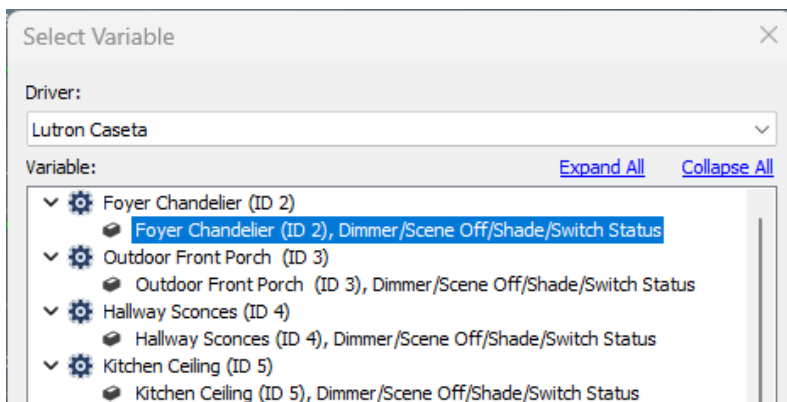 Select Variable
Driver:
Lutron Caseta
Variable: Expand All Collapse All
Foyer Chandelier (ID 2)
Foyer Chandelier (ID 2), Dimmer/Scene Off/Shade/Switch Status
Outdoor Front Porch  (ID 3)
Outdoor Front Porch  (ID 3), Dimmer/Scene Off/Shade/Switch Status
Hallway Sconces (ID 4)
Hallway Sconces (ID 4), Dimmer/Scene Off/Shade/Switch Status
Kitchen Ceiling (ID 5)
Kitchen Ceiling (ID 5), Dimmer/Scene Off/Shade/Switch Status